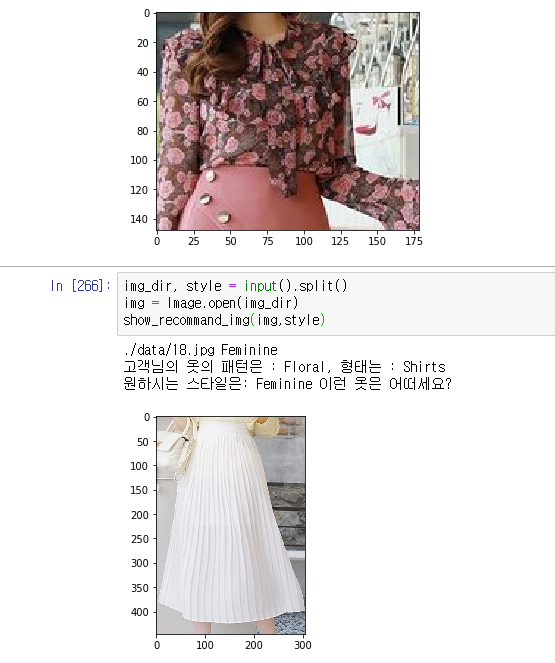 0
20
40
60
80
100
120
140
0 25 50 75 100 125 150 175
In [266]: img_dir, style = input().split()
img = Image.open(img_dir)
show_recommand_img(img,style)
./data/18.jpg Feminine
고객님의 옷의 패턴은 : Floral, 형태는 : Shirts
원하시는 스타일은: Feminine 이런 옷은 어떠세요?
0
50
100
150
200
250
300
350
400
0 100 200 300